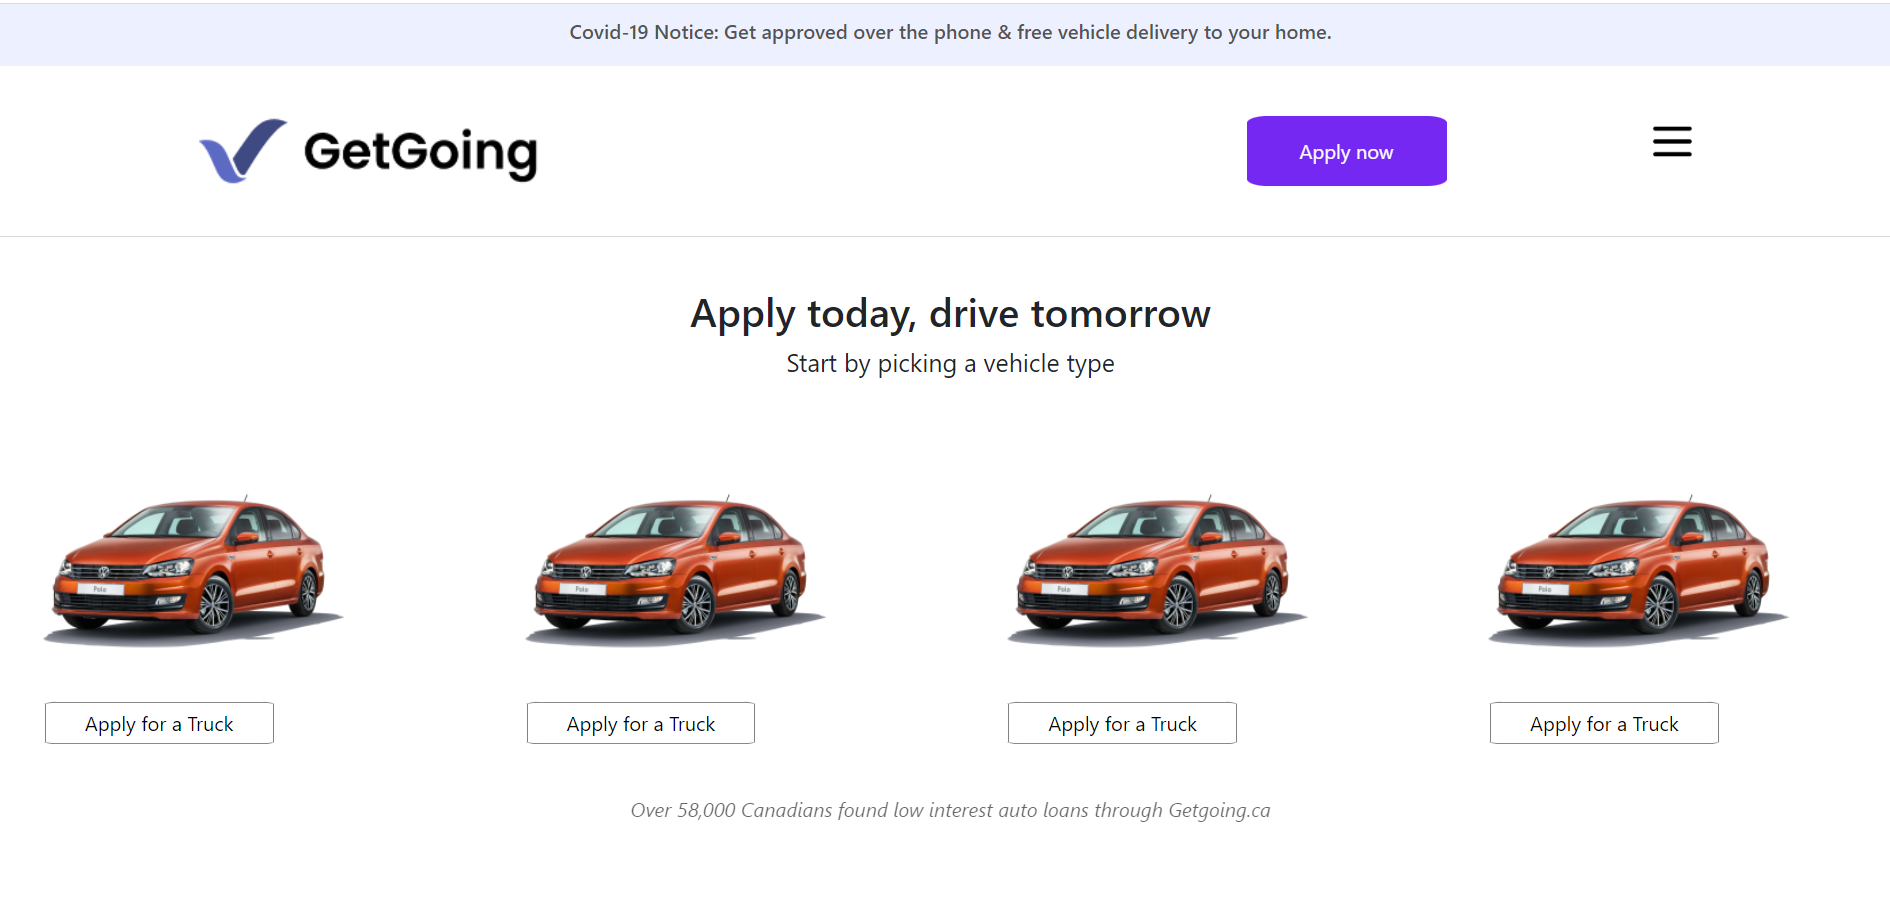 Covid-19 Notice: Get approved over the phone & free vehicle delivery to your home.
GetGoing
Apply now
Apply today, drive tomorrow
Start by picking a vehicle type
Polo
Polo
Polo
Polo
Apply for a Truck
Apply for a Truck
Apply for a Truck
Apply for a Truck
Over 58,000 Canadians found low interest auto loans through Getgoing.ca